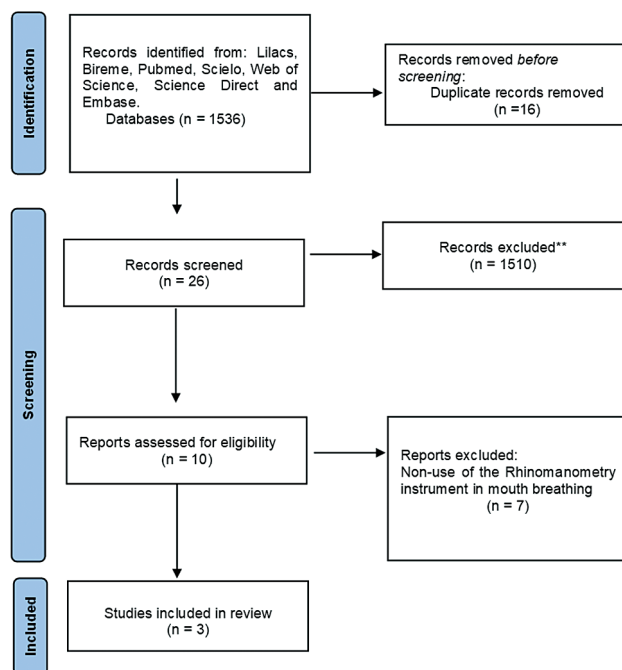 Identification
Records identified from: Lilacs,
Bireme, Pubmed, Scielo, Web of
Science, Science Direct and
Embase.
Databases (n = 1536)
Records removed before
screening:
Duplicate records removed
(n =16)
Screening
Records screened
(n = 26)
Records excluded**
(n = 1510)
Reports assessed for eligibility
(n = 10)
Reports excluded:
Non-use of the Rhinomanometry
instrument in mouth breathing
(n = 7)
Included
Studies included in review
(n = 3)